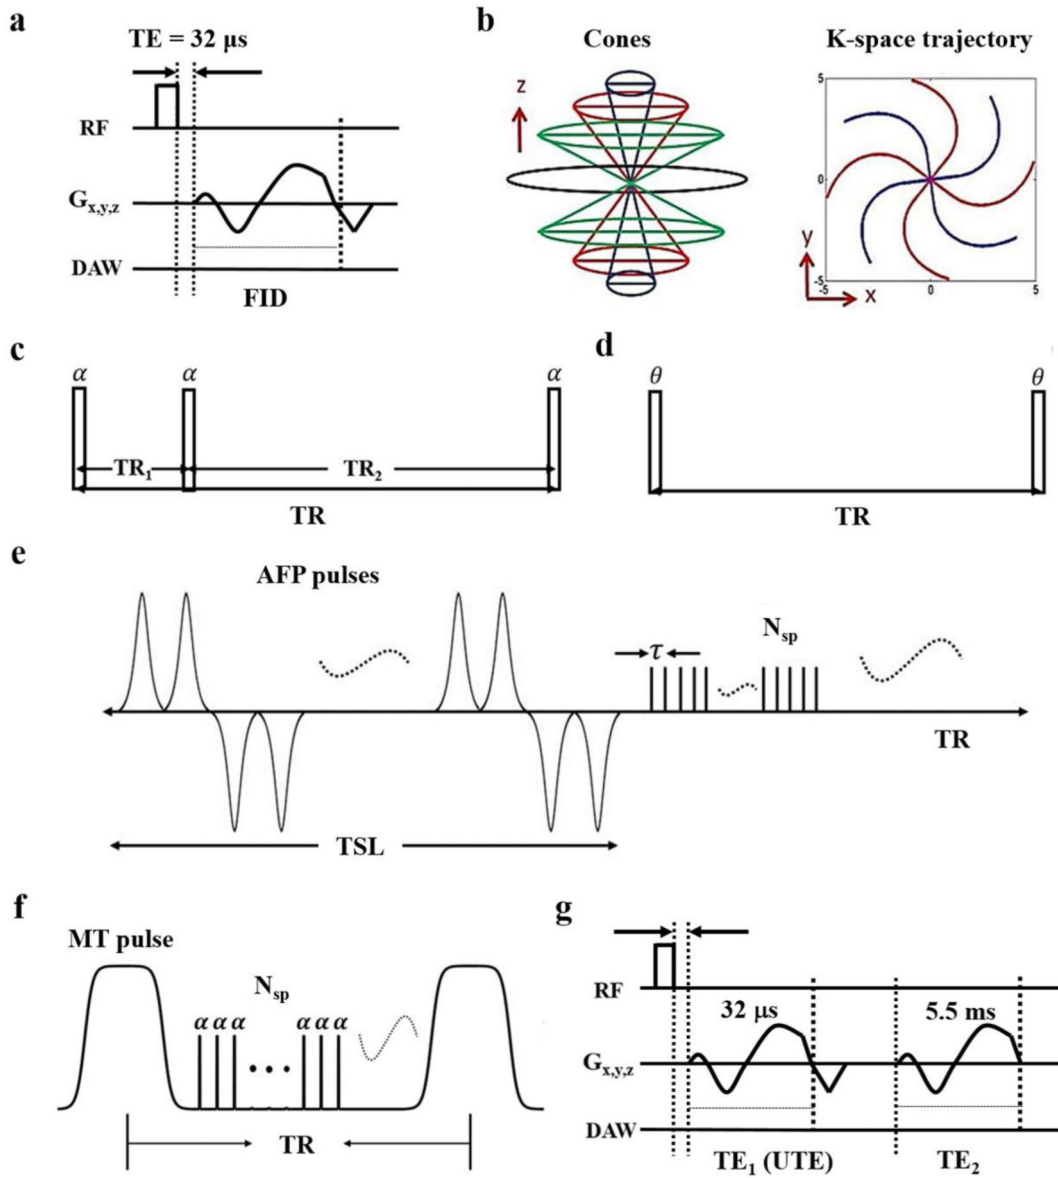 a
TE = 32 μs
RF
Gx,y,z
DAW
FID
b
Cones
z
K-space trajectory
5
0
-5
-5
0
5
y
x
c
α
α
α
TR1
TR2
TR
d
θ
θ
TR
e
AFP pulses
τ
Nsp
TR
TSL
f
MT pulse
Nsp
α α α
α α α
TR
g
RF
32 μs
5.5 ms
Gx,y,z
DAW
TE1 (UTE)
TE2